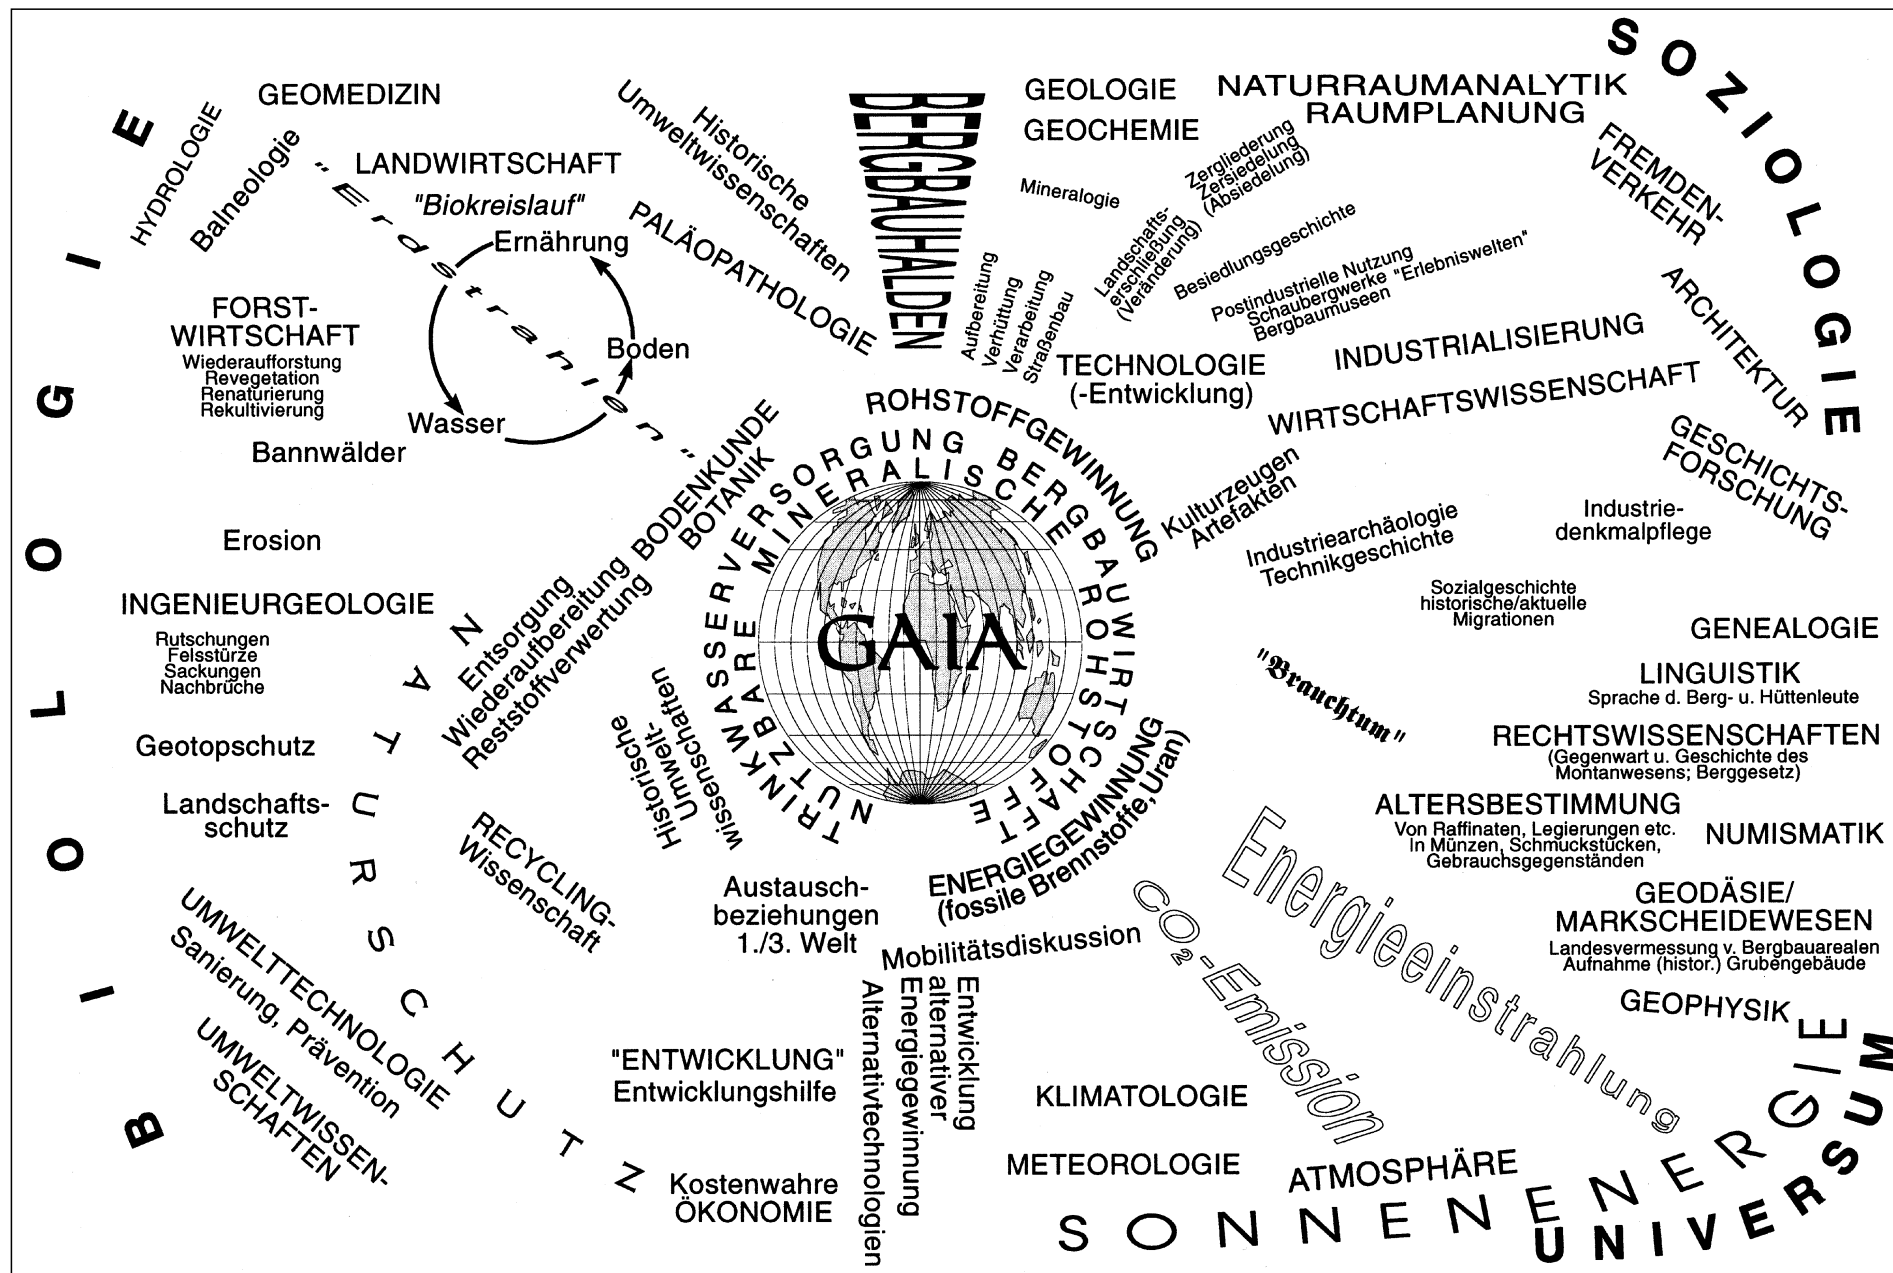 BIOLOGIE
HYDROLOGIE
Balneologie
GEOMEDIZIN
"Erdstrahlen"
LANDWIRTSCHAFT
"Biokreislauf"
Ernährung
Boden
Wasser
FORST-
WIRTSCHAFT
Wiederaufforstung
Revegetation
Renaturierung
Rekultivierung
Bannwälder
Erosion
INGENIEURGEOLOGIE
Rutschungen
Felsstürze
Sackungen
Nachbrüche
Geotopschutz
Landschafts-
schutz
Historische
Umweltwissenschaften
PALÄOPATHOLOGIE
BERGBAUHALDEN
GEOLOGIE
GEOCHEMIE
Mineralogie
Aufbereitung
Verhüttung
Verarbeitung
Straßenbau
Landschafts-
erschließung
(Veränderung)
Zergliederung
Zersiedelung
(Absiedelung)
NATURRAUMANALYTIK
RAUMPLANUNG
SOZIOLOGIE
FREMDEN-
VERKEHR
Besiedlungsgeschichte
Postindustrielle Nutzung
Schaubergwerke "Erlebniswelten"
Bergbaumuseen
TECHNOLOGIE
(-Entwicklung)
INDUSTRIALISIERUNG
WIRTSCHAFTSWISSENSCHAFT
ARCHITEKTUR
GESCHICHTS-
FORSCHUNG
Kulturzeugen
Artefakten
Industriearchäologie
Technikgeschichte
Industrie-
denkmalpflege
Sozialgeschichte
historische/aktuelle
Migrationen
GENEALOGIE
LINGUISTIK
Sprache d. Berg- u. Hüttenleute
"Brauchtum"
RECHTSWISSENSCHAFTEN
(Gegenwart u. Geschichte des
Montanwesens; Berggesetz)
ALTERSBESTIMMUNG
Von Raffinaten, Legierungen etc.
In Münzen, Schmuckstücken,
Gebrauchsgegenständen
NUMISMATIK
GEODÄSIE/
MARKSCHEIDEWESEN
Landesvermessung v. Bergbauarealen
Aufnahme (histor.) Grubengebäude
GEOPHYSIK
ROHSTOFFGEWINNUNG
TRINKWASSERVERSORGUNG BERGBAUWIRTSCHAFT
NUTZBARE MINERALISCHE ROHSTOFFE
GAIA
BODENKUNDE
BOTANIK
Entsorgung
Wiederaufbereitung
Reststoffverwertung
NATURSCHUTZ
Historische
Umwelt-
wissenschaften
RECYCLING-
Wissenschaft
UMWELTTECHNOLOGIE
Sanierung, Prävention
UMWELTWISSEN-
SCHAFTEN
Austausch-
beziehungen
1./3. Welt
ENERGIEGEWINNUNG
(fossile Brennstoffe, Uran)
Mobilitätsdiskussion
Entwicklung
alternativer
Energiegewinnung
Alternativtechnologien
"ENTWICKLUNG"
Entwicklungshilfe
Kostenwahre
ÖKONOMIE
CO2-Emission
Energieeinstrahlung
KLIMATOLOGIE
METEOROLOGIE
ATMOSPHÄRE
SONNENENERGIE
UNIVERSUM